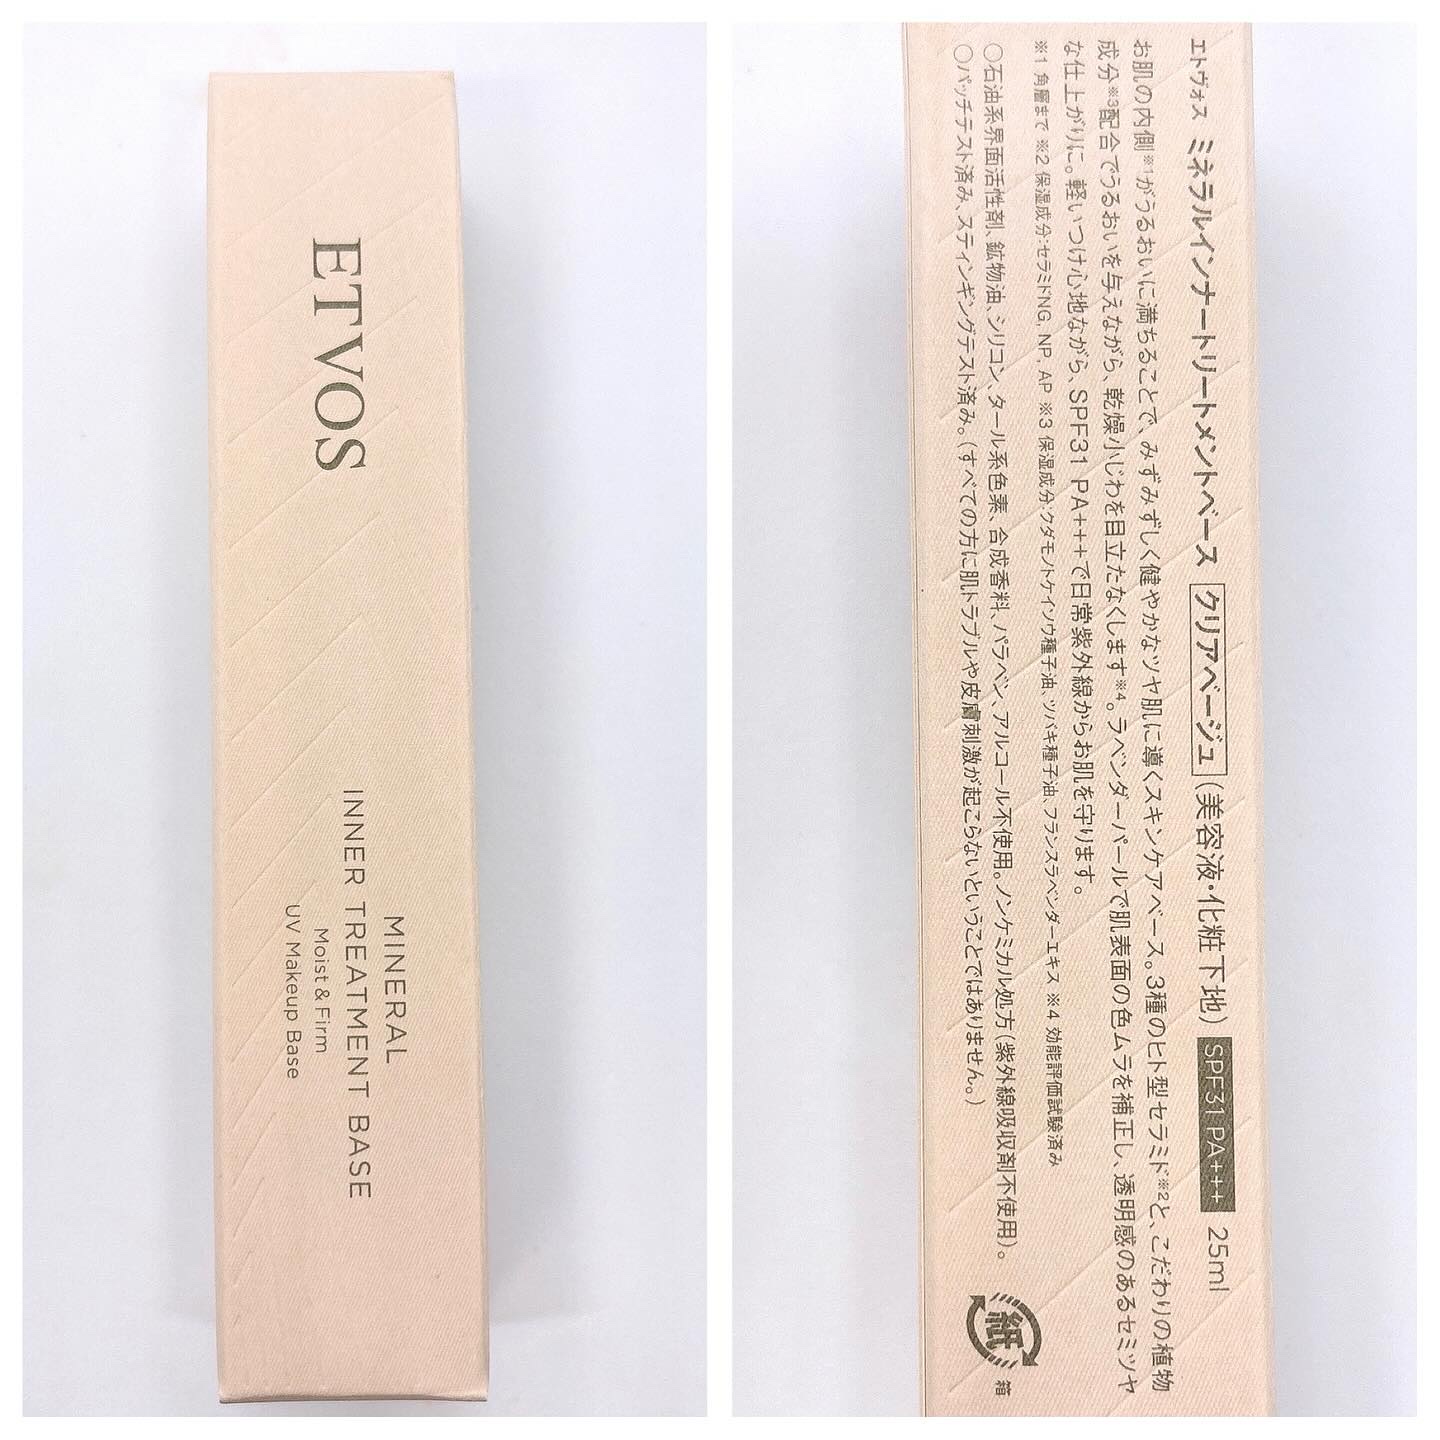 ETVOS
MINERAL
INNER TREATMENT BASE
Moist & Firm
UV Makeup Base
エトヴォス ミネラルインナートリートメントベース クリアベージュ (美容液・化粧下地) SPF31 PA+++ 25ml
お肌の内側※1がうるおいに満ちることで、みずみずしく健やかなツヤ肌に導くスキンケアベース。3種のヒト型セラミド※2と、こだわりの植物
成分※3配合でうるおいを与えながら、乾燥小じわを目立たなくします※4。ラベンダーパールで肌表面の色ムラを補正し、透明感のあるセミツヤ
な仕上がりに。軽いつけ心地ながら、SPF31 PA+++で日常紫外線からお肌を守ります。
※1 角層まで ※2 保湿成分:セラミドNG, NP, AP ※3 保湿成分:クダモノトケイソウ種子油、ツバキ種子油、フランスラベンダーエキス ※4 効能評価試験済み
○石油系界面活性剤、鉱物油、シリコン、タール系色素、合成香料、パラベン、アルコール不使用。ノンケミカル処方(紫外線吸収剤不使用)。
○パッチテスト済み、スティンギングテスト済み。(すべての方に肌トラブルや皮膚刺激が起こらないということではありません。)
紙
箱